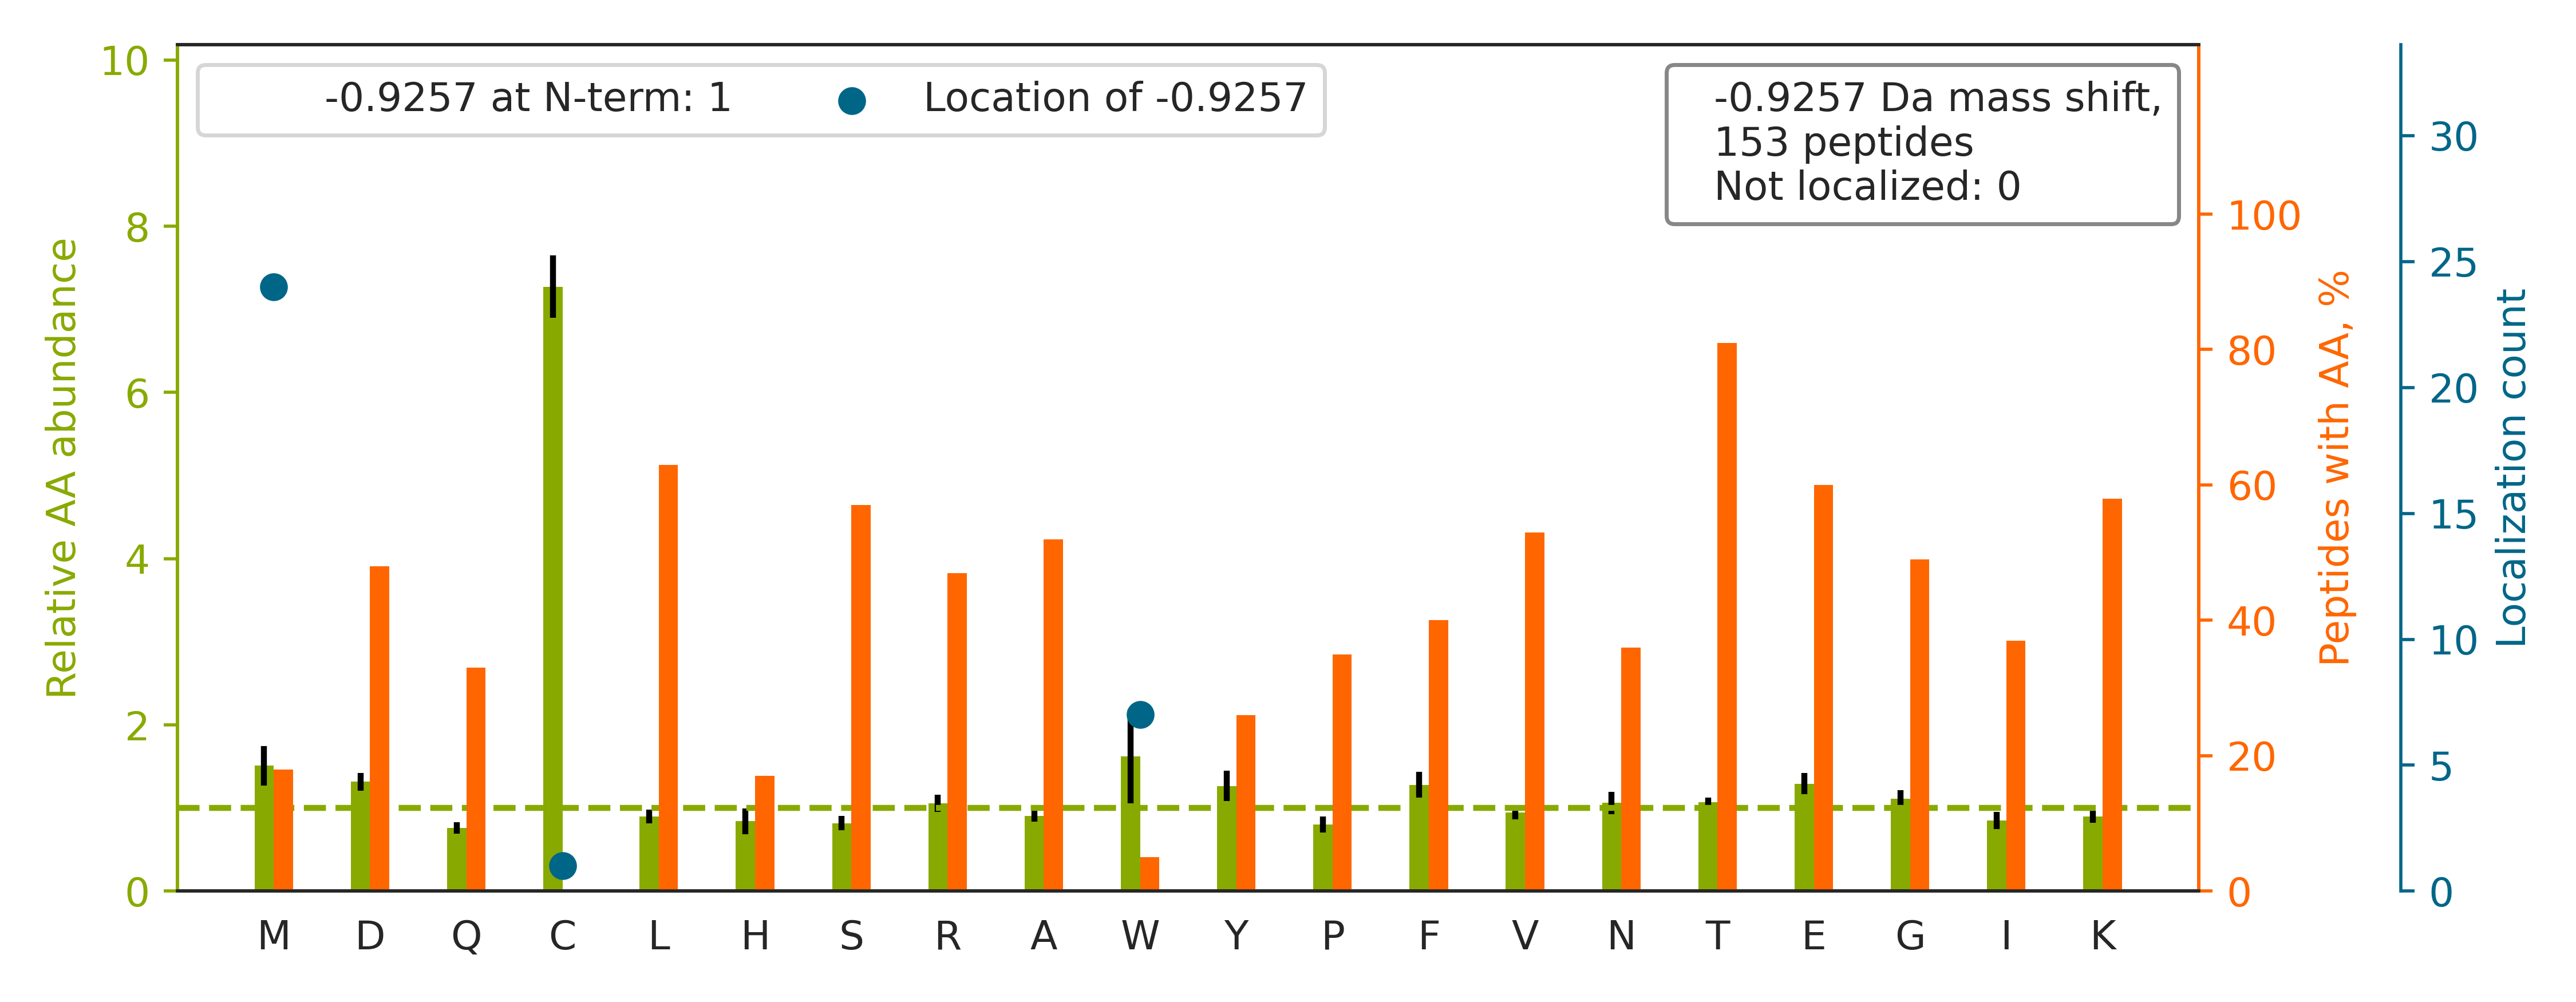 -0.9257 at N-term: 1
Location of -0.9257
-0.9257 Da mass shift,
153 peptides
Not localized: 0
Relative AA abundance
10
8
6
4
2
0
M D Q C L H S R A W Y P F V N T E G I K
100
80
60
40
20
0
Peptides with AA, %
30
25
20
15
10
5
0
Localization count